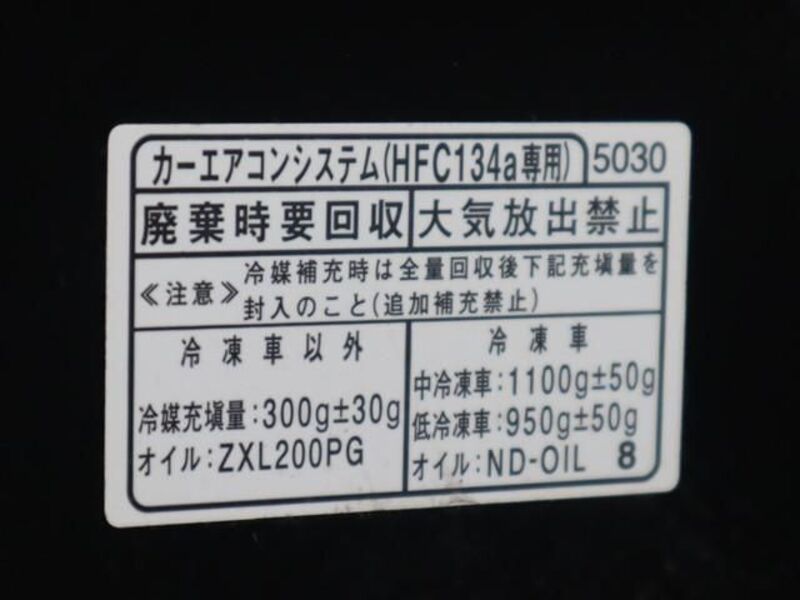 カーエアコンシステム(HFC134a専用) 5030
廃棄時要回収 大気放出禁止
≪注意≫ 冷媒補充時は全量回収後下記充填量を
封入のこと(追加補充禁止)
冷凍車以外
冷媒充填量:300g±30g
オイル:ZXL200PG
冷凍車
中冷凍車:1100g±50g
低冷凍車:950g±50g
オイル:ND-OIL 8